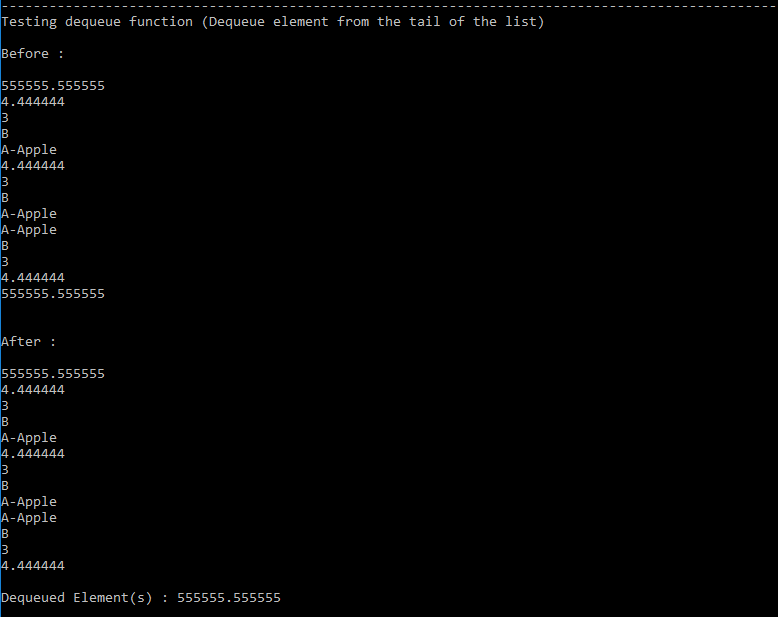 -------------------------------------------------------------------------------------------------
Testing dequeue function (Dequeue element from the tail of the list)
Before :
555555.555555
4.444444
3
B
A-Apple
4.444444
3
B
A-Apple
A-Apple
B
3
4.444444
555555.555555
After :
555555.555555
4.444444
3
B
A-Apple
4.444444
3
B
A-Apple
A-Apple
B
3
4.444444
Dequeued Element(s) : 555555.555555